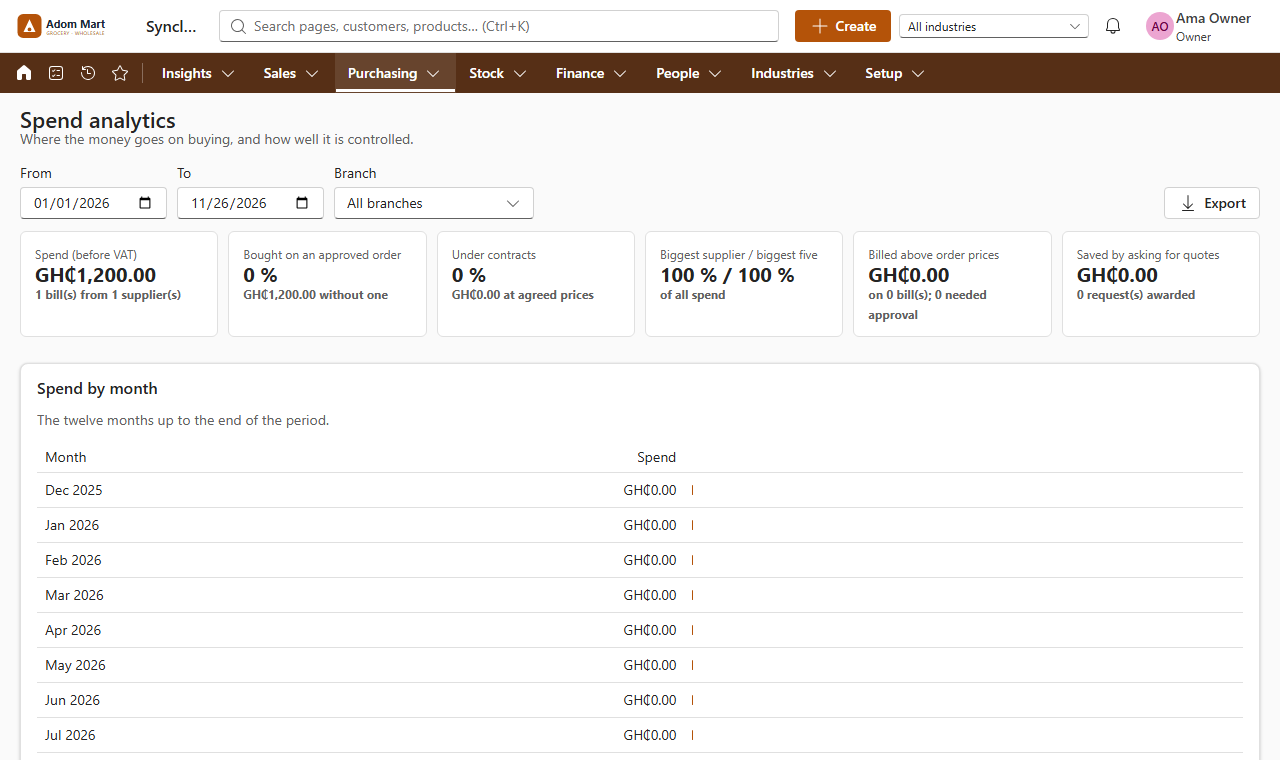 Adom Mart
GROCERY · WHOLESALE
Syncl...
Search pages, customers, products... (Ctrl+K)
Create
All industries
AO
Ama Owner
Owner
Insights
Sales
Purchasing
Stock
Finance
People
Industries
Setup
Spend analytics
Where the money goes on buying, and how well it is controlled.
From
To
Branch
01/01/2026
11/26/2026
All branches
Export
Spend (before VAT)
GH₵1,200.00
1 bill(s) from 1 supplier(s)
Bought on an approved order
0 %
GH₵1,200.00 without one
Under contracts
0 %
GH₵0.00 at agreed prices
Biggest supplier / biggest five
100 % / 100 %
of all spend
Billed above order prices
GH₵0.00
on 0 bill(s); 0 needed
approval
Saved by asking for quotes
GH₵0.00
0 request(s) awarded
Spend by month
The twelve months up to the end of the period.
Month Spend
Dec 2025 GH₵0.00
Jan 2026 GH₵0.00
Feb 2026 GH₵0.00
Mar 2026 GH₵0.00
Apr 2026 GH₵0.00
May 2026 GH₵0.00
Jun 2026 GH₵0.00
Jul 2026 GH₵0.00